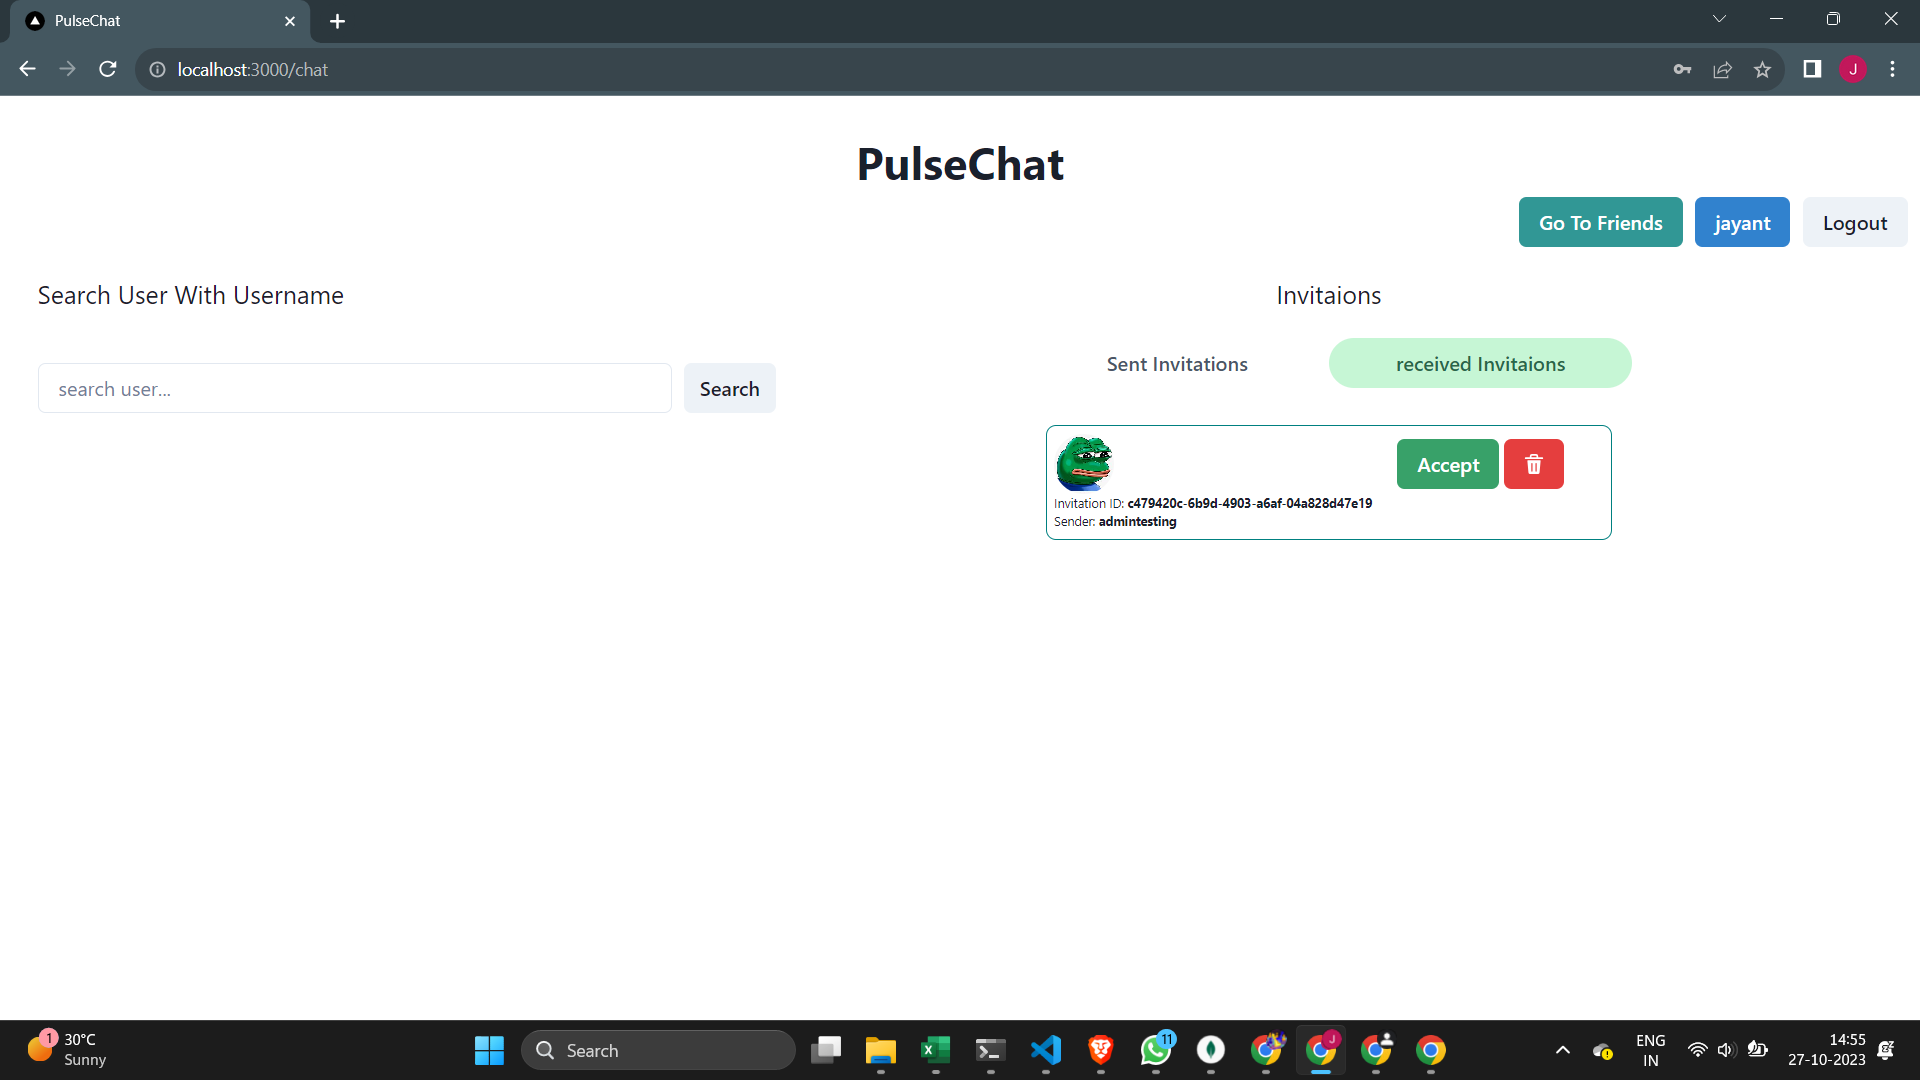 PulseChat
localhost:3000/chat
J
PulseChat
Go To Friends
jayant
Logout
Search User With Username
search user...
Search
Invitaions
Sent Invitations
received Invitaions
Accept
Invitation ID: c479420c-6b9d-4903-a6af-04a828d47e19
Sender: admintesting
1
30°C
Sunny
Search
11
J
ENG
IN
14:55
27-10-2023